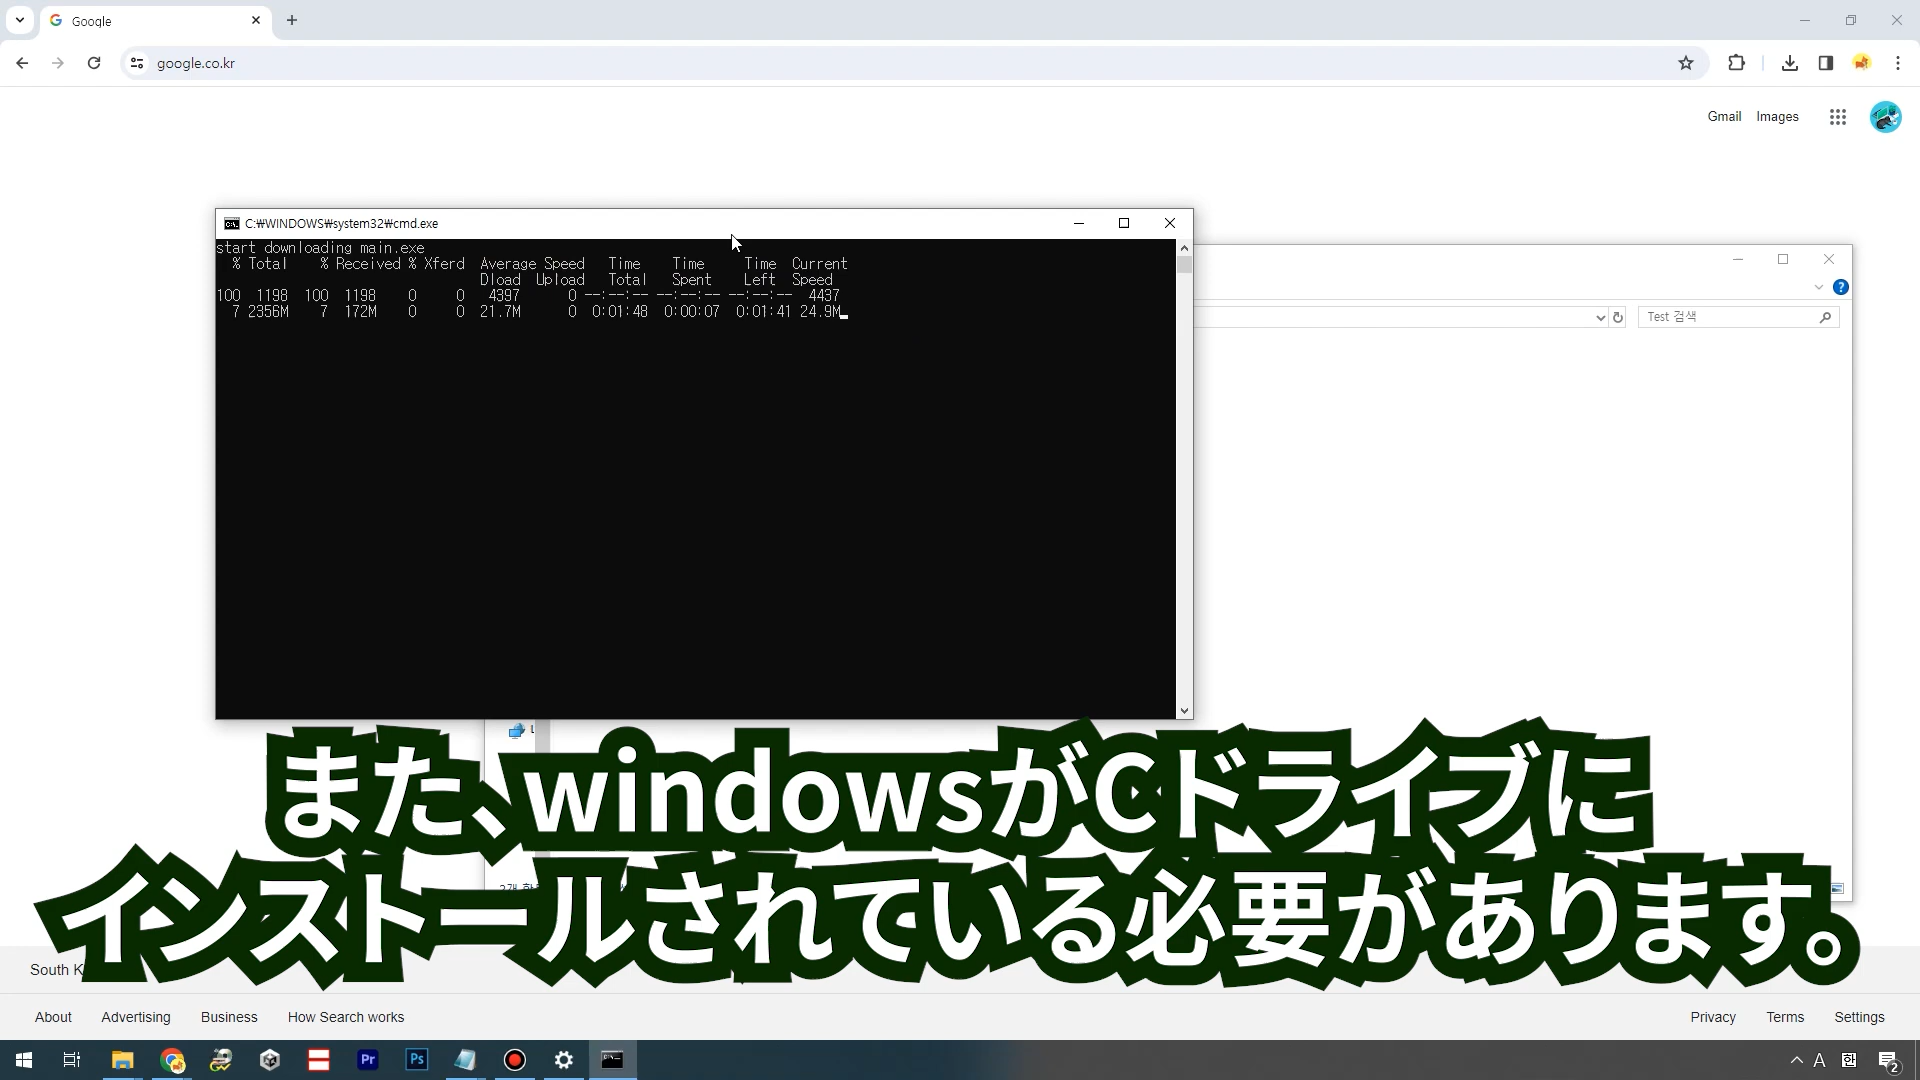 Google
google.co.kr
Gmail Images
C:₩WINDOWS₩system32₩cmd.exe
start downloading main.exe
% Total % Received % Xferd Average Speed Time Time Time Current
Dload Upload Total Spent Left Speed
100 1198 100 1198 0 0 4397 0 --:--:-- --:--:-- --:--:-- 4437
7 2356M 7 172M 0 0 21.7M 0 0:01:48 0:00:07 0:01:41 24.9M
Test 검색
また、windowsがCドライブに
インストールされている必要があります。
South K
About Advertising Business How Search works
Privacy Terms Settings
Pr Ps
A 한 2